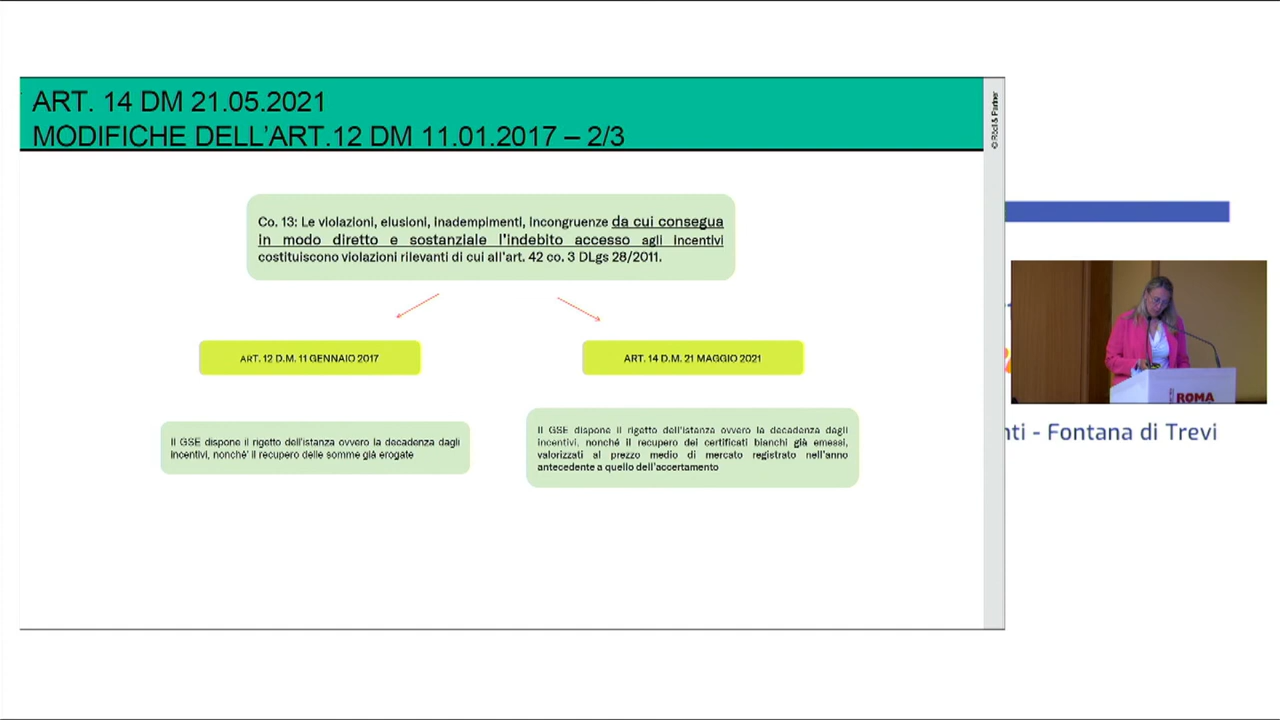 ART. 14 DM 21.05.2021
MODIFICHE DELL'ART.12 DM 11.01.2017 – 2/3
© Rödl & Partner
Co. 13: Le violazioni, elusioni, inadempimenti, incongruenze da cui consegua
in modo diretto e sostanziale l'indebito accesso agli incentivi
costituiscono violazioni rilevanti di cui all'art. 42 co. 3 DLgs 28/2011.
ART. 12 D.M. 11 GENNAIO 2017
ART. 14 D.M. 21 MAGGIO 2021
Il GSE dispone il rigetto dell'istanza ovvero la decadenza dagli
incentivi, nonche' il recupero delle somme già erogate
Il GSE dispone il rigetto dell'istanza ovvero la decadenza dagli
incentivi, nonché il recupero dei certificati bianchi già emessi,
valorizzati al prezzo medio di mercato registrato nell'anno
antecedente a quello dell'accertamento
ROMA
nti - Fontana di Trevi